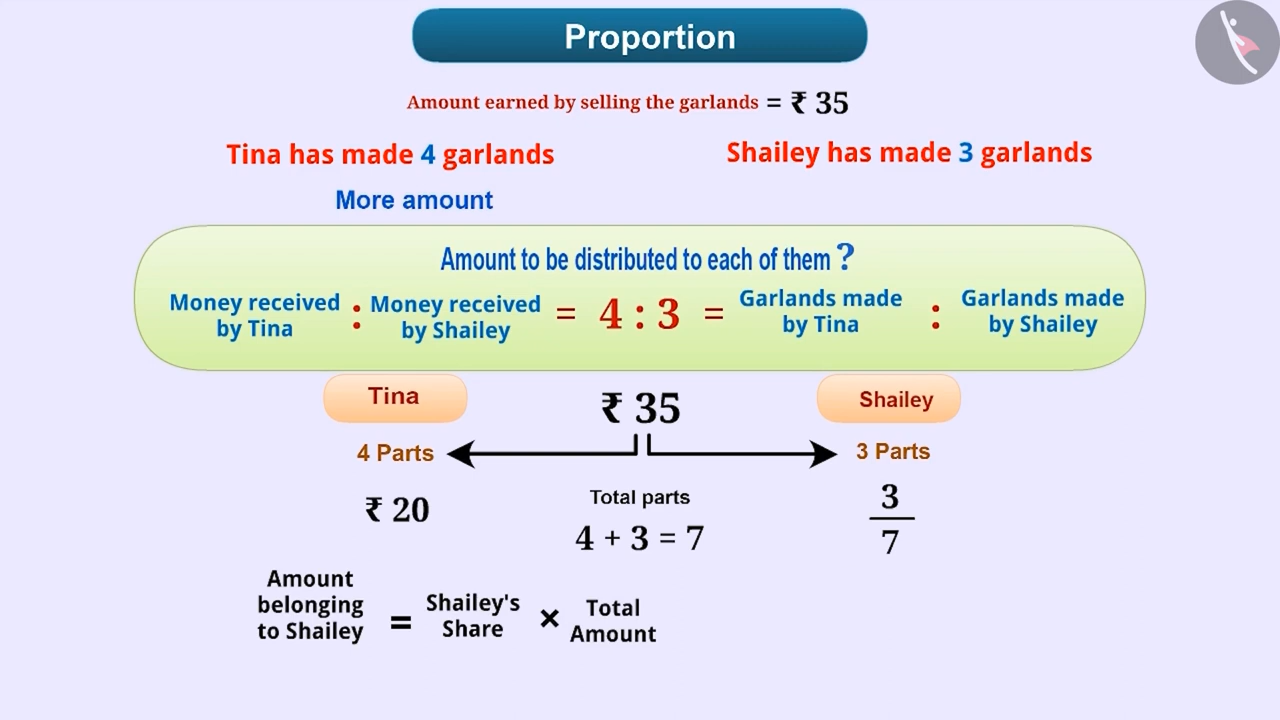 Proportion
Amount earned by selling the garlands = ₹ 35
Tina has made 4 garlands
Shailey has made 3 garlands
More amount
Amount to be distributed to each of them ?
Money received by Tina : Money received by Shailey = 4 : 3 = Garlands made by Tina : Garlands made by Shailey
Tina
₹ 35
Shailey
4 Parts
3 Parts
₹ 20
Total parts
4 + 3 = 7
3
7
Amount belonging to Shailey = Shailey's Share × Total Amount